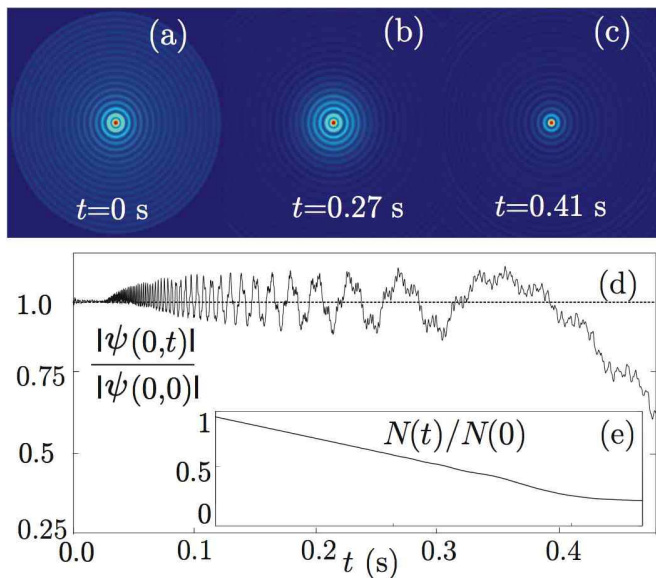 (a) (b) (c)
t=0 s t=0.27 s t=0.41 s
(d)
1.0
|ψ(0,t)|
|ψ(0,0)|
0.75
1 N(t)/N(0) (e)
0.5 0.5
0
0.25
0.0 0.1 0.2 0.3 0.4
t (s)